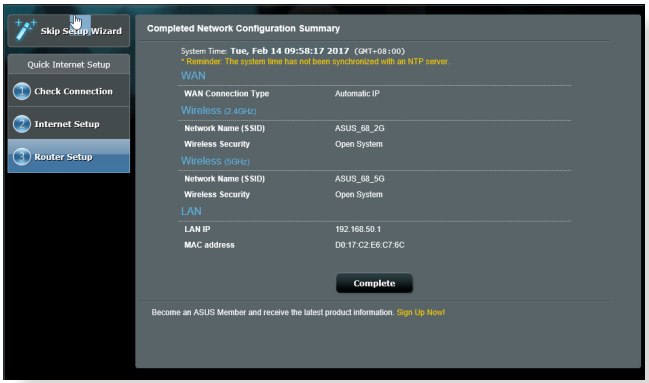 Skip Setup Wizard
Quick Internet Setup
1 Check Connection
2 Internet Setup
3 Router Setup
Completed Network Configuration Summary
System Time: Tue, Feb 14 09:58:17 2017 (GMT+08:00)
* Reminder: The system time has not been synchronized with an NTP server.
WAN
WAN Connection Type Automatic IP
Wireless (2.4GHz)
Network Name (SSID) ASUS_68_2G
Wireless Security Open System
Wireless (5GHz)
Network Name (SSID) ASUS_68_5G
Wireless Security Open System
LAN
LAN IP 192.168.50.1
MAC address D0:17:C2:E6:C7:6C
Complete
Become an ASUS Member and receive the latest product information. Sign Up Now!